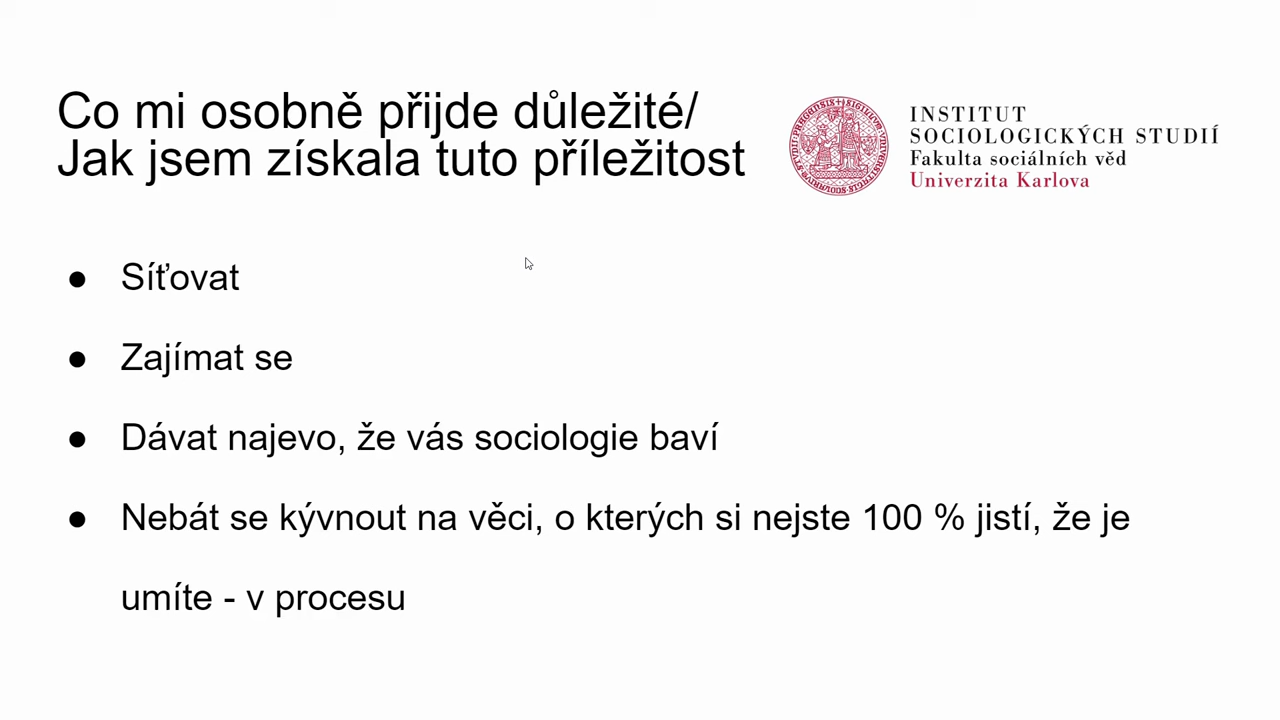 Co mi osobně přijde důležité/
Jak jsem získala tuto příležitost
INSTITUT
SOCIOLOGICKÝCH STUDIÍ
Fakulta sociálních věd
Univerzita Karlova
● Síťovat
● Zajímat se
● Dávat najevo, že vás sociologie baví
● Nebát se kývnout na věci, o kterých si nejste 100 % jistí, že je
umíte - v procesu